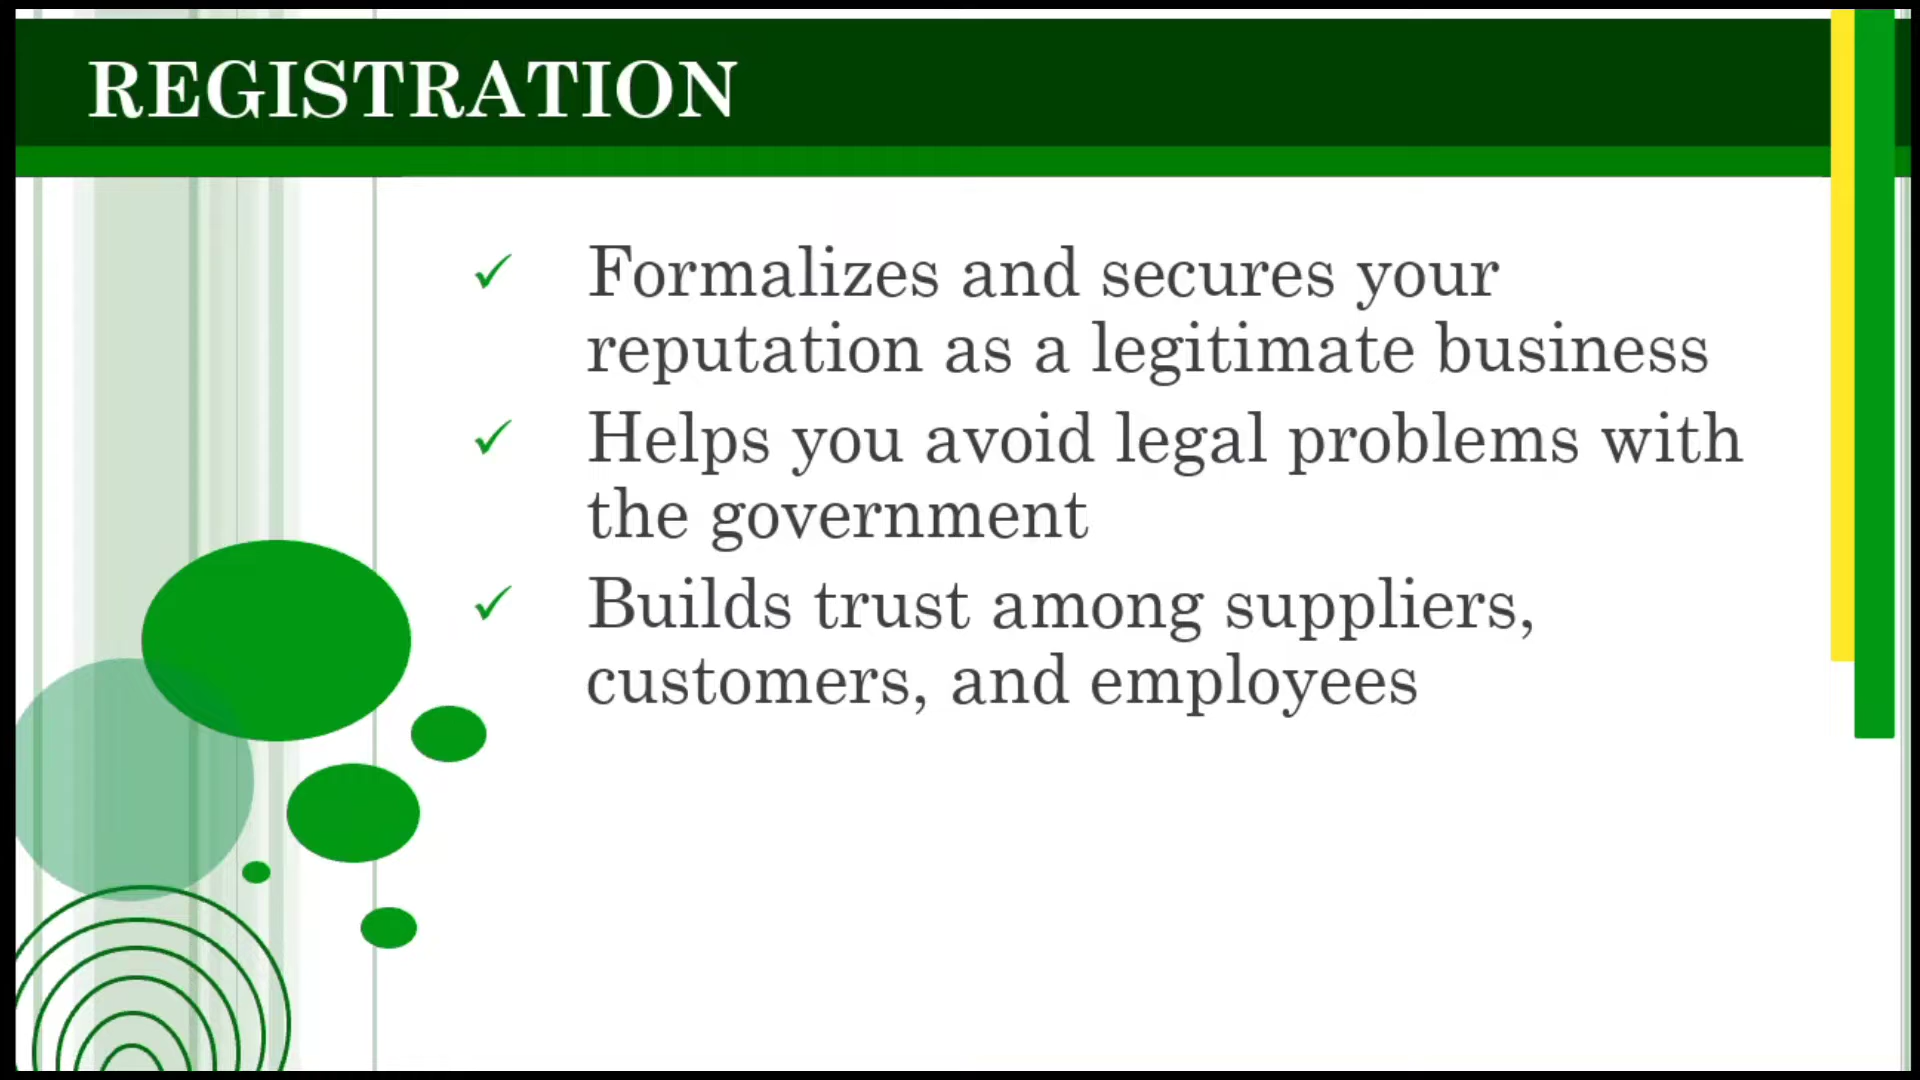 REGISTRATION
✓ Formalizes and secures your
reputation as a legitimate business
✓ Helps you avoid legal problems with
the government
✓ Builds trust among suppliers,
customers, and employees